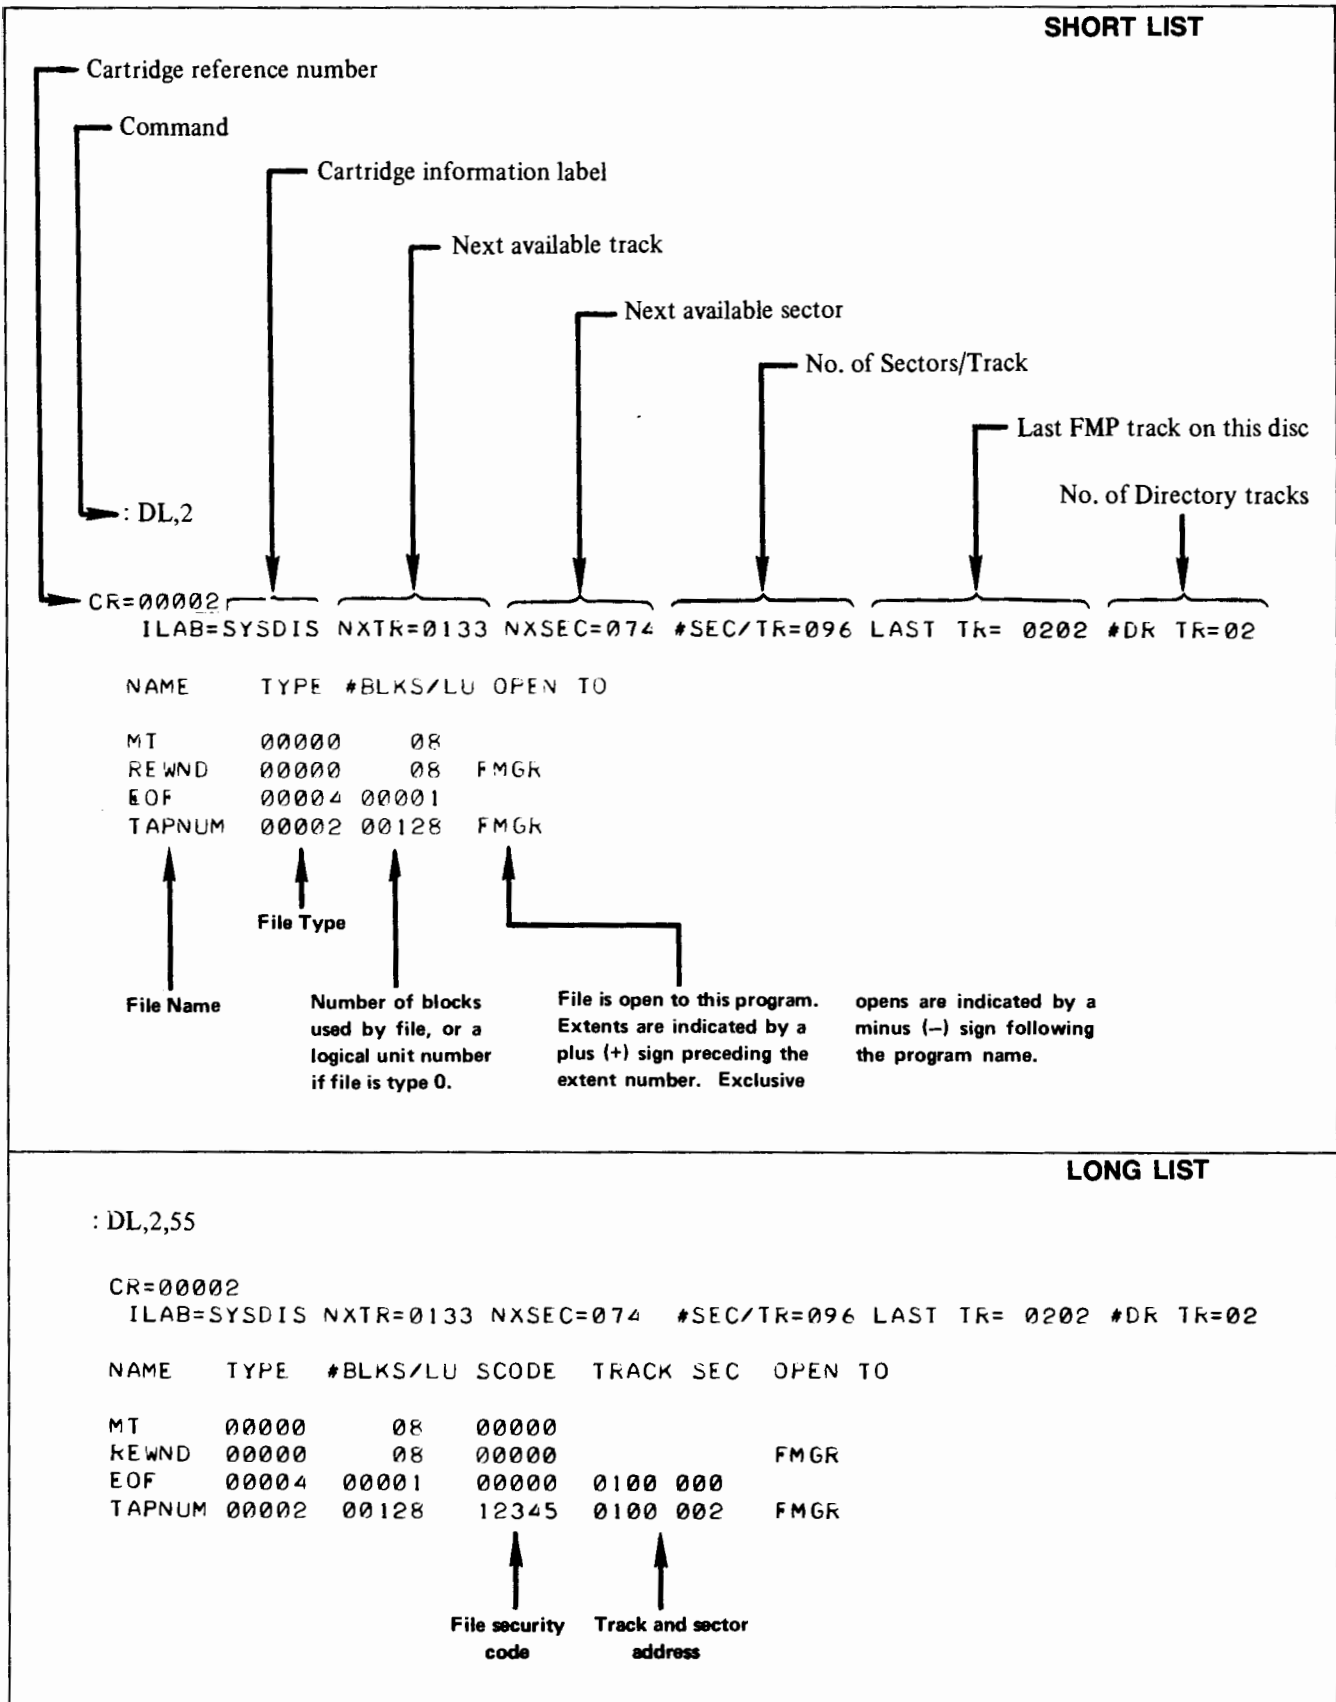 SHORT LIST
Cartridge reference number
Command
Cartridge information label
Next available track
Next available sector
No. of Sectors/Track
Last FMP track on this disc
No. of Directory tracks
: DL,2
CR=00002
ILAB=SYSDIS NXTR=0133 NXSEC=074 #SEC/TR=096 LAST TR= 0202 #DR TR=02
NAME TYPE #BLKS/LU OPEN TO
MT 00000 08
REWND 00000 08 FMGR
EOF 00004 00001
TAPNUM 00002 00128 FMGR
File Type
File Name
Number of blocks
used by file, or a
logical unit number
if file is type 0.
File is open to this program.
Extents are indicated by a
plus (+) sign preceding the
extent number. Exclusive
opens are indicated by a
minus (–) sign following
the program name.
LONG LIST
: DL,2,55
CR=00002
ILAB=SYSDIS NXTR=0133 NXSEC=074 #SEC/TR=096 LAST TR= 0202 #DR TR=02
NAME TYPE #BLKS/LU SCODE TRACK SEC OPEN TO
MT 00000 08 00000
REWND 00000 08 00000 FMGR
EOF 00004 00001 00000 0100 000
TAPNUM 00002 00128 12345 0100 002 FMGR
File security
code
Track and sector
address